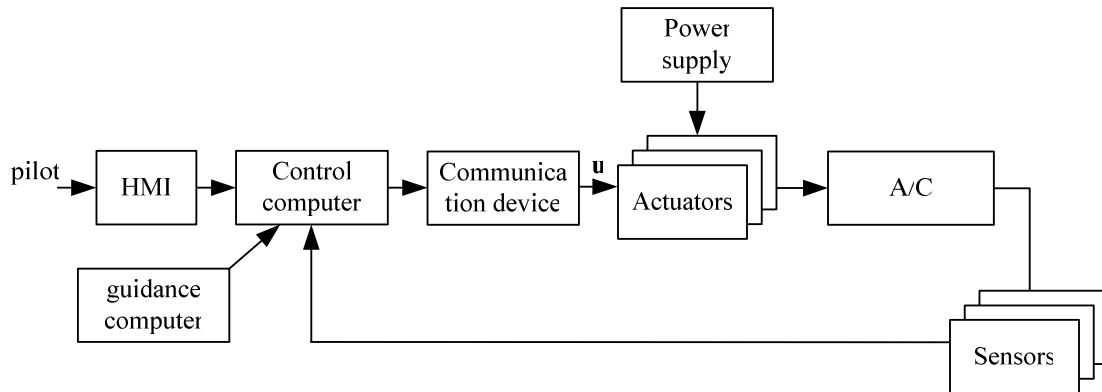 Power
supply
pilot
HMI
Control
computer
Communica
tion device
u
Actuators
A/C
guidance
computer
Sensors